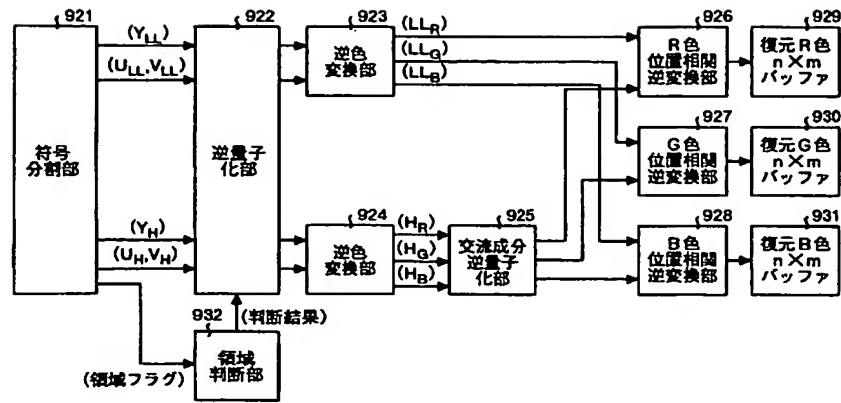 921
符号
分割部
(Y_LL)
(U_LL,V_LL)
(Y_H)
(U_H,V_H)
(領域フラグ)
922
逆量子
化部
932
領域
判断部
(判断結果)
923
逆色
変換部
(LL_R)
(LL_G)
(LL_B)
924
逆色
変換部
(H_R)
(H_G)
(H_B)
925
交流成分
逆量子
化部
926
R色
位置相関
逆変換部
927
G色
位置相関
逆変換部
928
B色
位置相関
逆変換部
929
復元R色
n×m
バッファ
930
復元G色
n×m
バッファ
931
復元B色
n×m
バッファ